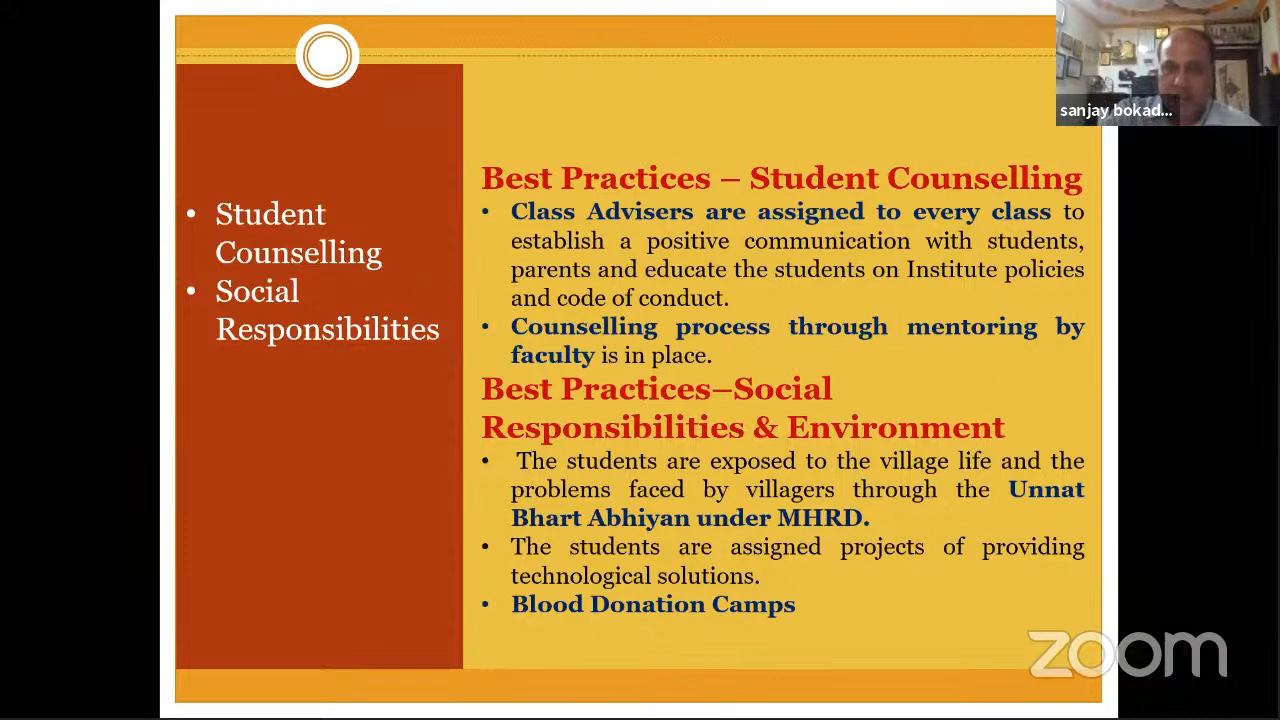 sanjay bokad...
• Student
Counselling
• Social
Responsibilities
Best Practices – Student Counselling
• Class Advisers are assigned to every class to
establish a positive communication with students,
parents and educate the students on Institute policies
and code of conduct.
• Counselling process through mentoring by
faculty is in place.
Best Practices–Social
Responsibilities & Environment
• The students are exposed to the village life and the
problems faced by villagers through the Unnat
Bhart Abhiyan under MHRD.
• The students are assigned projects of providing
technological solutions.
• Blood Donation Camps
zoom